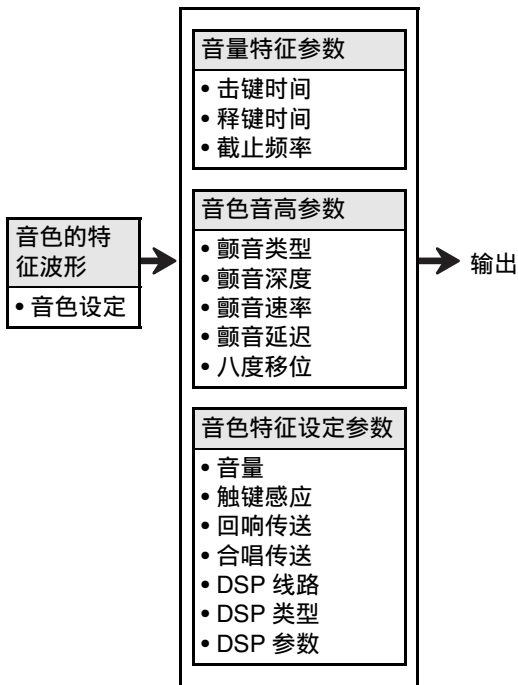 音色的特
征波形
• 音色设定
音量特征参数
• 击键时间
• 释键时间
• 截止频率
音色音高参数
• 颤音类型
• 颤音深度
• 颤音速率
• 颤音延迟
• 八度移位
音色特征设定参数
• 音量
• 触键感应
• 回响传送
• 合唱传送
• DSP 线路
• DSP 类型
• DSP 参数
输出